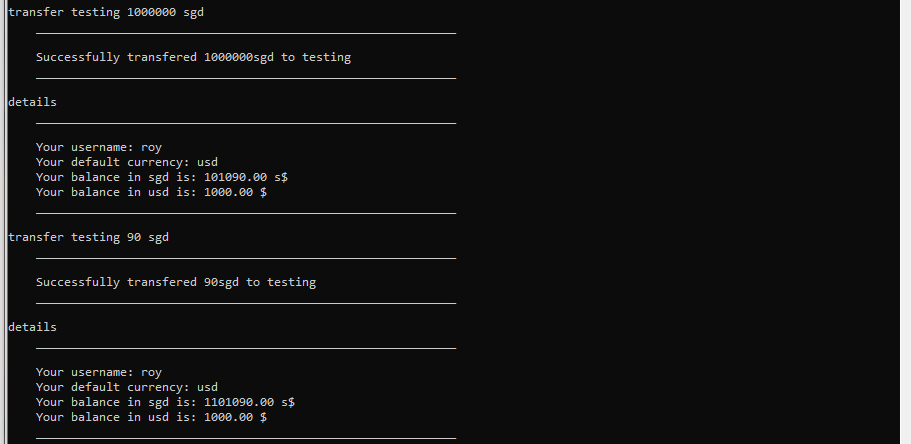 transfer testing 1000000 sgd
Successfully transfered 1000000sgd to testing
details
Your username: roy
Your default currency: usd
Your balance in sgd is: 101090.00 s$
Your balance in usd is: 1000.00 $
transfer testing 90 sgd
Successfully transfered 90sgd to testing
details
Your username: roy
Your default currency: usd
Your balance in sgd is: 1101090.00 s$
Your balance in usd is: 1000.00 $